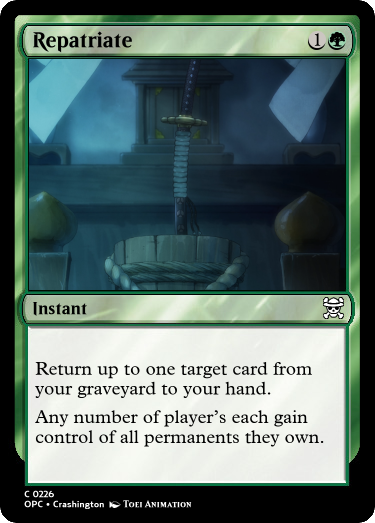 Repatriate 1
Instant
Return up to one target card from
your graveyard to your hand.
Any number of player's each gain
control of all permanents they own.
C 0226
OPC • Crashington Toei Animation